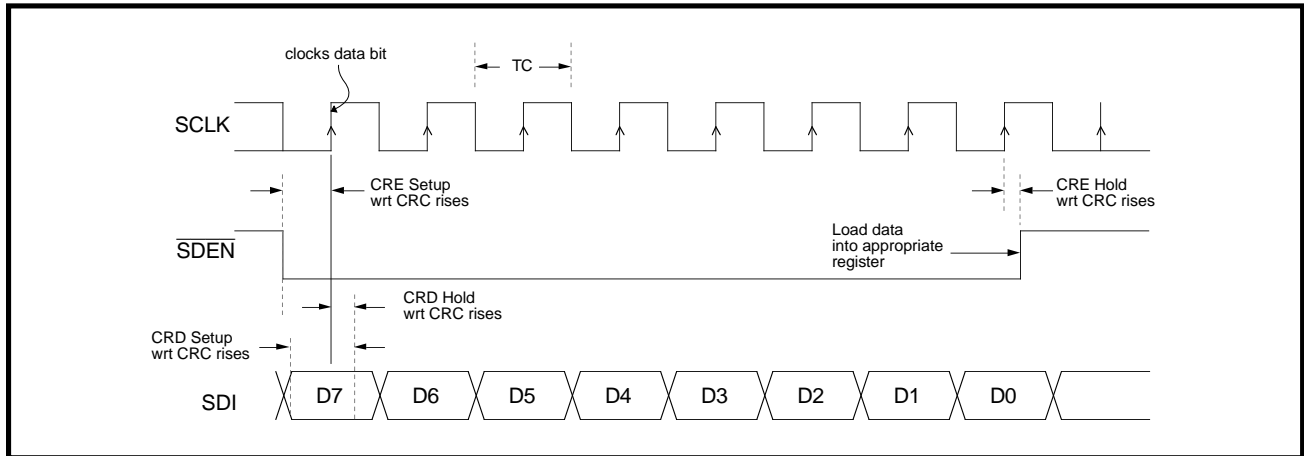 clocks data bit
TC
SCLK
CRE Setup
wrt CRC rises
CRE Hold
wrt CRC rises
SDEN
Load data
into appropriate
register
CRD Hold
wrt CRC rises
CRD Setup
wrt CRC rises
SDI
D7
D6
D5
D4
D3
D2
D1
D0